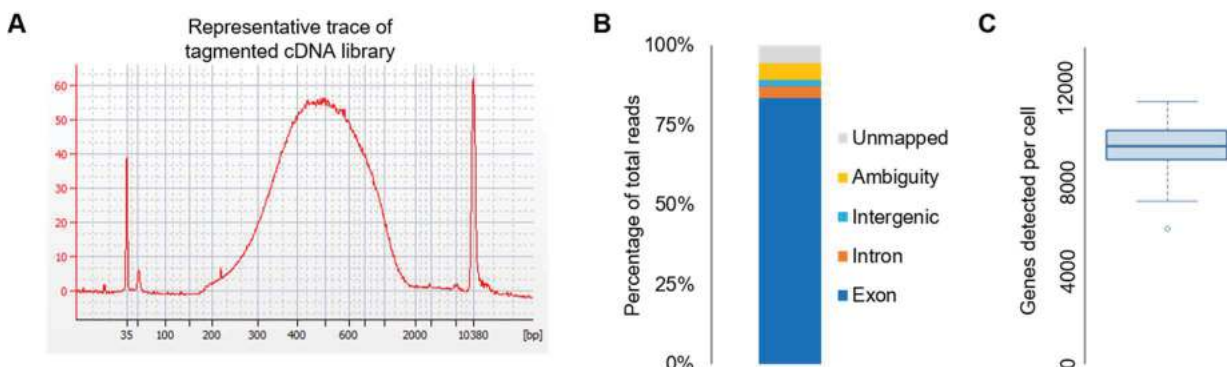 A
Representative trace of
tagmented cDNA library
60
50
40
30
20
10
0
35 100 200 300 400 600 2000 10380 [bp]
B
Percentage of total reads
100%
75%
50%
25%
0%
Unmapped
Ambiguity
Intergenic
Intron
Exon
C
Genes detected per cell
12000
8000
4000
0